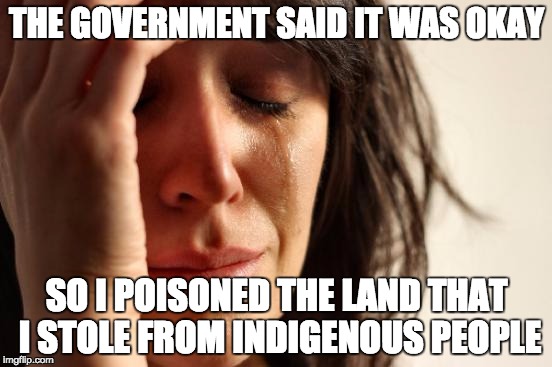 THE GOVERNMENT SAID IT WAS OKAY
SO I POISONED THE LAND THAT
I STOLE FROM INDIGENOUS PEOPLE
imgflip.com